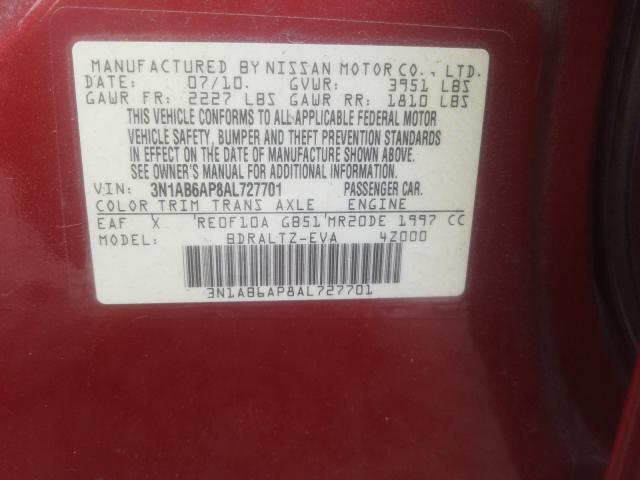 MANUFACTURED BY NISSAN MOTOR CO., LTD.
DATE: 07/10. GVWR: 3951 LBS
GAWR FR: 2227 LBS GAWR RR: 1810 LBS
THIS VEHICLE CONFORMS TO ALL APPLICABLE FEDERAL MOTOR
VEHICLE SAFETY, BUMPER AND THEFT PREVENTION STANDARDS
IN EFFECT ON THE DATE OF MANUFACTURE SHOWN ABOVE.
SEE OWNER'S MANUAL FOR ADDITIONAL INFORMATION.
VIN: 3N1AB6AP8AL727701 PASSENGER CAR.
COLOR TRIM TRANS AXLE ENGINE
EAF X RE0F10A GB51 MR20DE 1997 CC
MODEL: BDRALTZ-EVA 4Z000
3N1AB6AP8AL727701